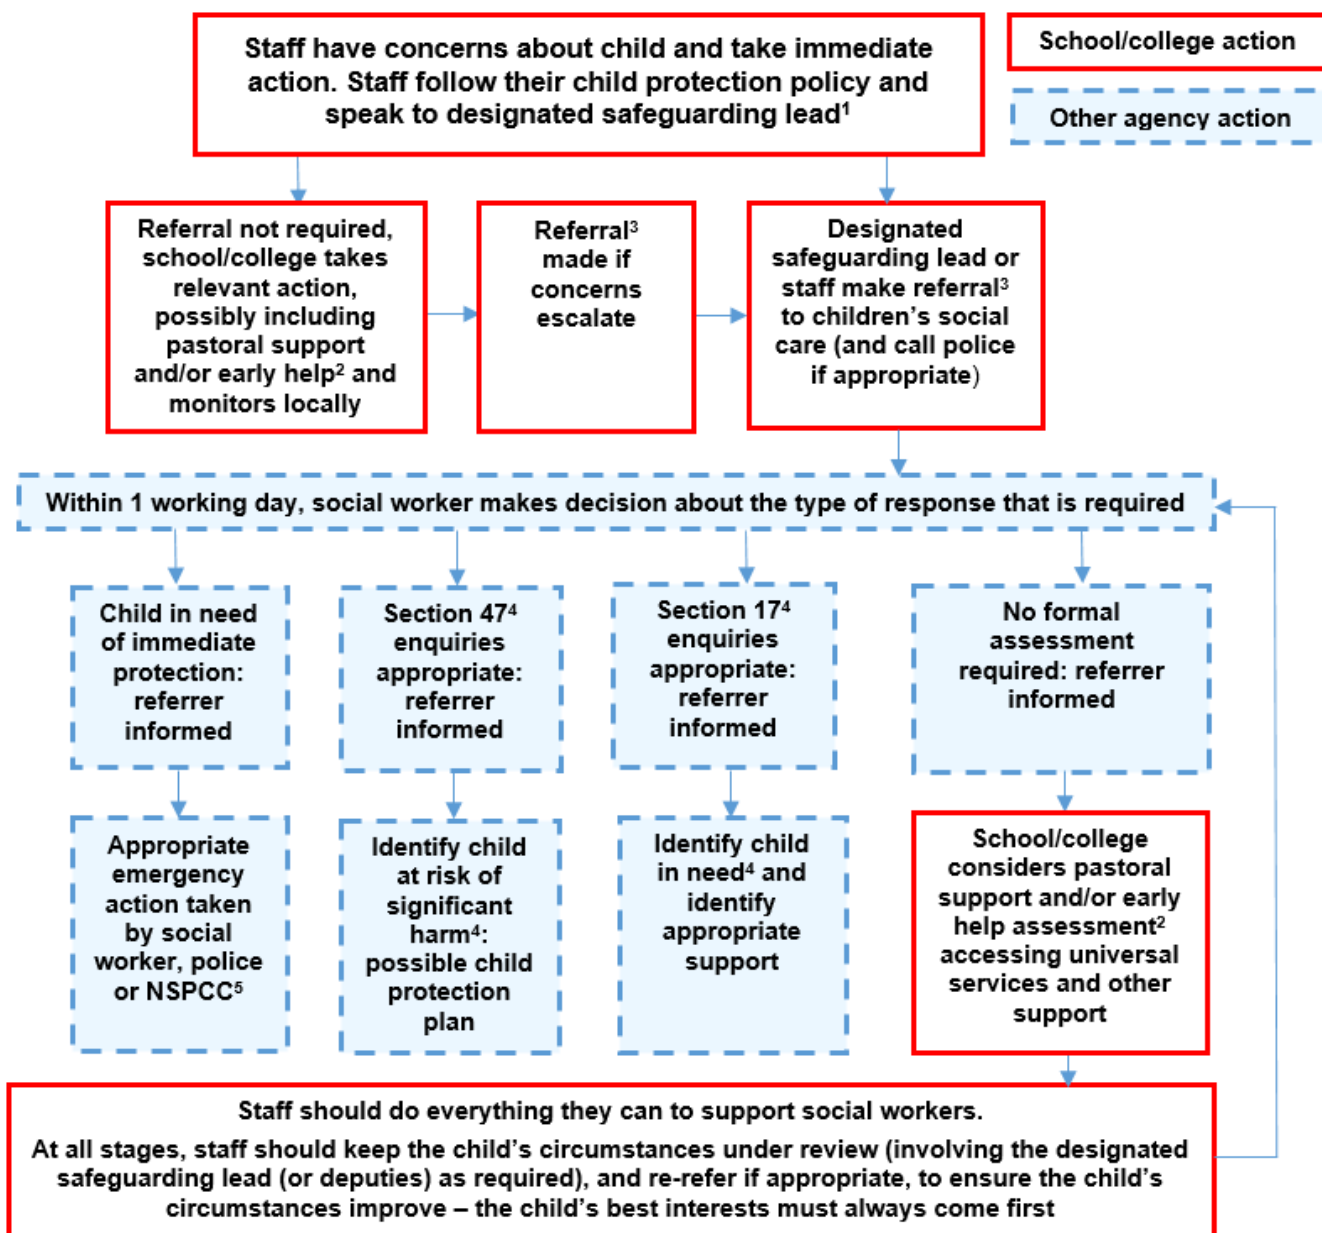 Staff have concerns about child and take immediate
action. Staff follow their child protection policy and
speak to designated safeguarding lead¹
School/college action
Other agency action
Referral not required,
school/college takes
relevant action,
possibly including
pastoral support
and/or early help² and
monitors locally
Referral³
made if
concerns
escalate
Designated
safeguarding lead or
staff make referral³
to children’s social
care (and call police
if appropriate)
Within 1 working day, social worker makes decision about the type of response that is required
Child in need
of immediate
protection:
referrer
informed
Section 47⁴
enquiries
appropriate:
referrer
informed
Section 17⁴
enquiries
appropriate:
referrer
informed
No formal
assessment
required: referrer
informed
Appropriate
emergency
action taken
by social
worker, police
or NSPCC⁵
Identify child
at risk of
significant
harm⁴:
possible child
protection
plan
Identify child
in need⁴ and
identify
appropriate
support
School/college
considers pastoral
support and/or early
help assessment²
accessing universal
services and other
support
Staff should do everything they can to support social workers.
At all stages, staff should keep the child’s circumstances under review (involving the designated
safeguarding lead (or deputies) as required), and re-refer if appropriate, to ensure the child’s
circumstances improve – the child’s best interests must always come first